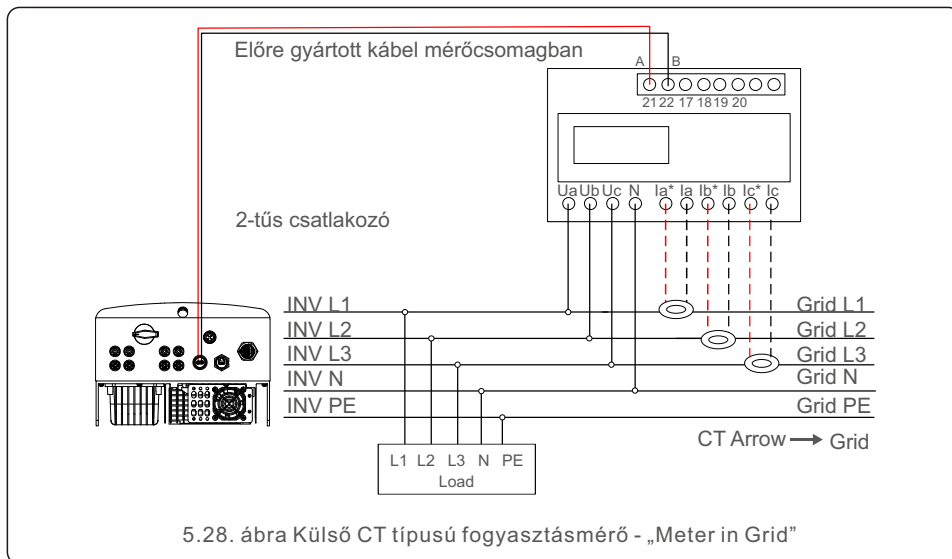 Előre gyártott kábel mérőcsomagban
A B
21 22 17 18 19 20
Ua Ub Uc N Ia* Ia Ib* Ib Ic* Ic
2-tűs csatlakozó
INV L1 Grid L1
INV L2 Grid L2
INV L3 Grid L3
INV N Grid N
INV PE Grid PE
CT Arrow → Grid
L1 L2 L3 N PE
Load
5.28. ábra Külső CT típusú fogyasztásmérő - „Meter in Grid”